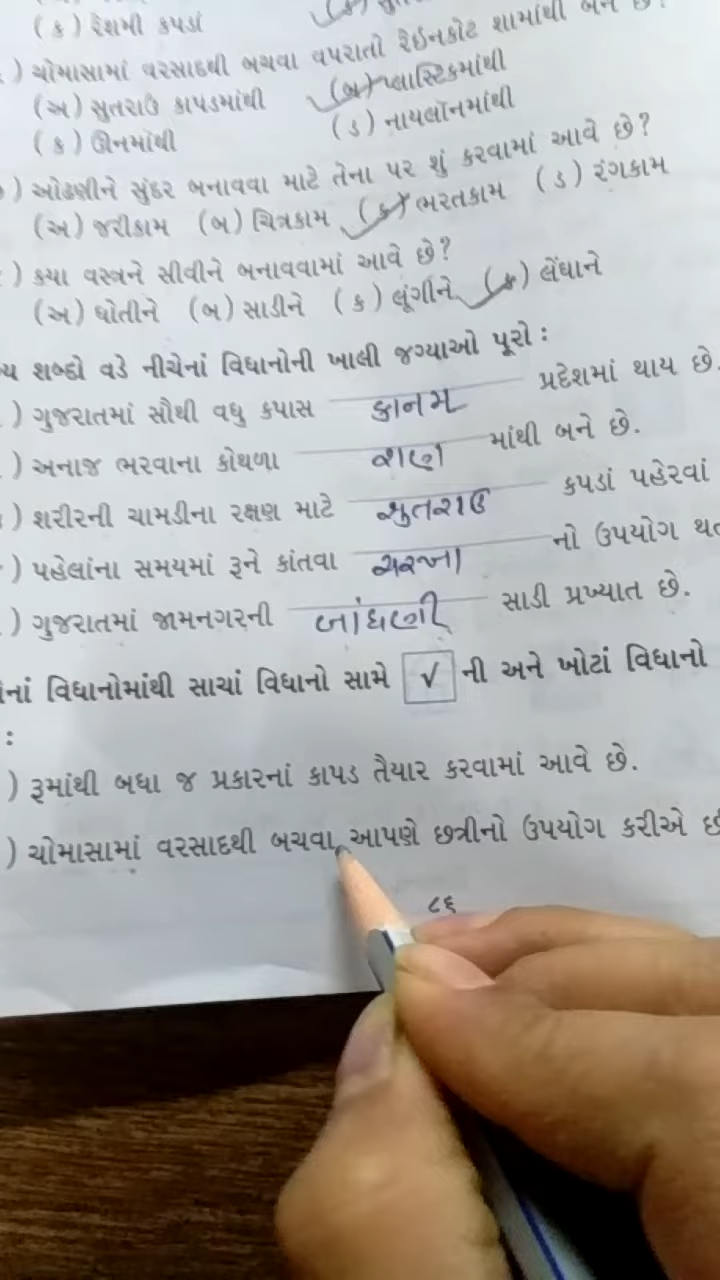 (ક) રેશમી કપડાં
) ચોમાસામાં વરસાદથી બચવા વપરાતો રેઈનકોટ શામાંથી બને છે?
(અ) સુતરાઉ કાપડમાંથી (બ) પ્લાસ્ટિકમાંથી
(ક) ઊનમાંથી (ડ) નાયલૉનમાંથી
) ઓઢણીને સુંદર બનાવવા માટે તેના પર શું કરવામાં આવે છે?
(અ) જરીકામ (બ) ચિત્રકામ (ક) ભરતકામ (ડ) રંગકામ
) કયા વસ્ત્રને સીવીને બનાવવામાં આવે છે?
(અ) ધોતીને (બ) સાડીને (ક) લૂંગીને લેંઘાને
શબ્દો વડે નીચેનાં વિધાનોની ખાલી જગ્યાઓ પૂરો :
) ગુજરાતમાં સૌથી વધુ કપાસ કાનમ પ્રદેશમાં થાય છે.
) અનાજ ભરવાના કોથળા શણ માંથી બને છે.
) શરીરની ચામડીના રક્ષણ માટે સુતરાઉ કપડાં પહેરવાં
) પહેલાંના સમયમાં રૂને કાંતવા ચરખા નો ઉપયોગ
) ગુજરાતમાં જામનગરની બાંધણી સાડી પ્રખ્યાત છે.
વિધાનોમાંથી સાચાં વિધાનો સામે ✓ ની અને ખોટાં વિધાનો
:
) રૂમાંથી બધા જ પ્રકારનાં કાપડ તૈયાર કરવામાં આવે છે.
) ચોમાસામાં વરસાદથી બચવા આપણે છત્રીનો ઉપયોગ કરીએ
૮૬